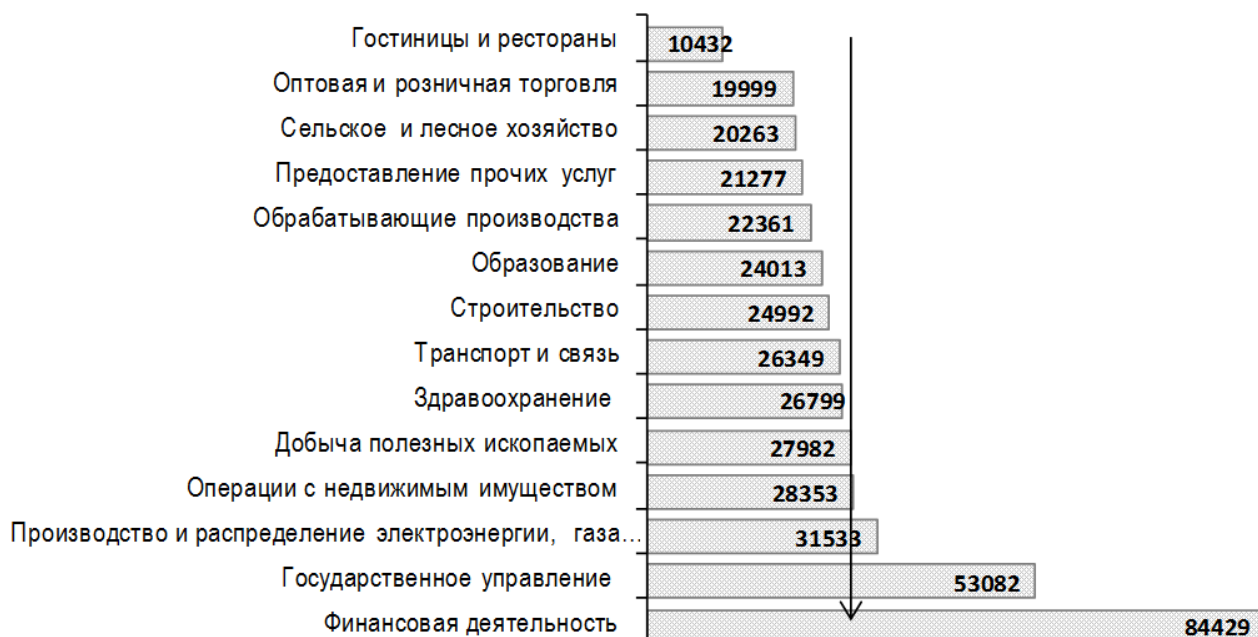 Гостиницы и рестораны 10432
Оптовая и розничная торговля 19999
Сельское и лесное хозяйство 20263
Предоставление прочих услуг 21277
Обрабатывающие производства 22361
Образование 24013
Строительство 24992
Транспорт и связь 26349
Здравоохранение 26799
Добыча полезных ископаемых 27982
Операции с недвижимым имуществом 28353
Производство и распределение электроэнергии, газа... 31533
Государственное управление 53082
Финансовая деятельность 84429